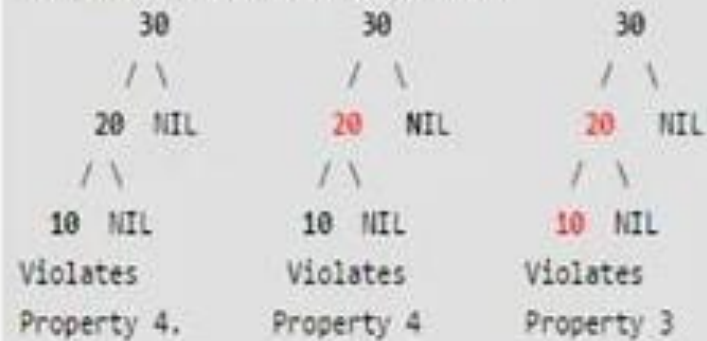 30 30 30
/ \ / \ / \
20 NIL 20 NIL 20 NIL
/ \ / \ / \
10 NIL 10 NIL 10 NIL
Violates Violates Violates
Property 4. Property 4 Property 3